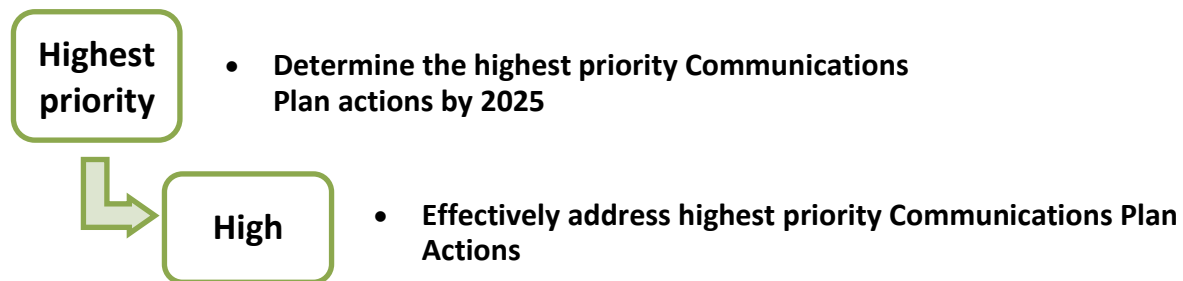 Highest
priority
• Determine the highest priority Communications
Plan actions by 2025
High
• Effectively address highest priority Communications Plan
Actions